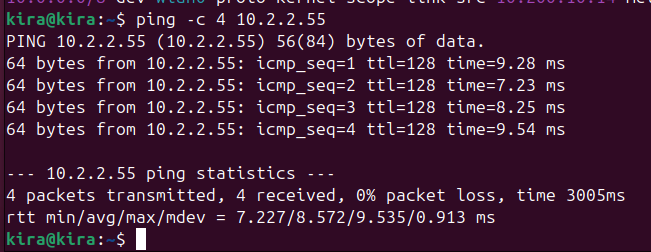 kira@kira:~$ ping -c 4 10.2.2.55
PING 10.2.2.55 (10.2.2.55) 56(84) bytes of data.
64 bytes from 10.2.2.55: icmp_seq=1 ttl=128 time=9.28 ms
64 bytes from 10.2.2.55: icmp_seq=2 ttl=128 time=7.23 ms
64 bytes from 10.2.2.55: icmp_seq=3 ttl=128 time=8.25 ms
64 bytes from 10.2.2.55: icmp_seq=4 ttl=128 time=9.54 ms

--- 10.2.2.55 ping statistics ---
4 packets transmitted, 4 received, 0% packet loss, time 3005ms
rtt min/avg/max/mdev = 7.227/8.572/9.535/0.913 ms
kira@kira:~$